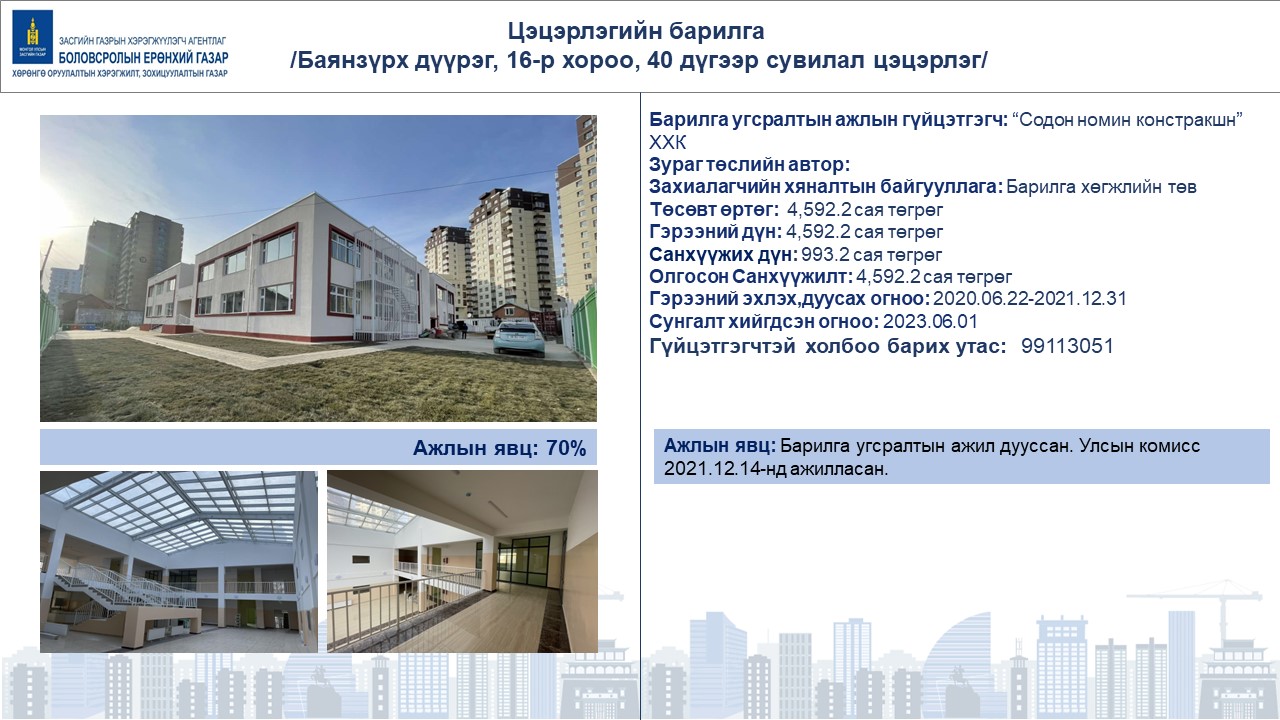 МОНГОЛ УЛСЫН
ЗАСГИЙН ГАЗАР
ЗАСГИЙН ГАЗРЫН ХЭРЭГЖҮҮЛЭГЧ АГЕНТЛАГ
БОЛОВСРОЛЫН ЕРӨНХИЙ ГАЗАР
ХӨРӨНГӨ ОРУУЛАЛТЫН ХЭРЭГЖИЛТ, ЗОХИЦУУЛАЛТЫН ГАЗАР
Цэцэрлэгийн барилга
/Баянзүрх дүүрэг, 16-р хороо, 40 дүгээр сувилал цэцэрлэг/
Ажлын явц: 70%
Барилга угсралтын ажлын гүйцэтгэгч: “Содон номин констракшн”
ХХК
Зураг төслийн автор:
Захиалагчийн хяналтын байгууллага: Барилга хөгжлийн төв
Төсөвт өртөг: 4,592.2 сая төгрөг
Гэрээний дүн: 4,592.2 сая төгрөг
Санхүүжих дүн: 993.2 сая төгрөг
Олгосон Санхүүжилт: 4,592.2 сая төгрөг
Гэрээний эхлэх,дуусах огноо: 2020.06.22-2021.12.31
Сунгалт хийгдсэн огноо: 2023.06.01
Гүйцэтгэгчтэй холбоо барих утас: 99113051
Ажлын явц: Барилга угсралтын ажил дууссан. Улсын комисс
2021.12.14-нд ажилласан.